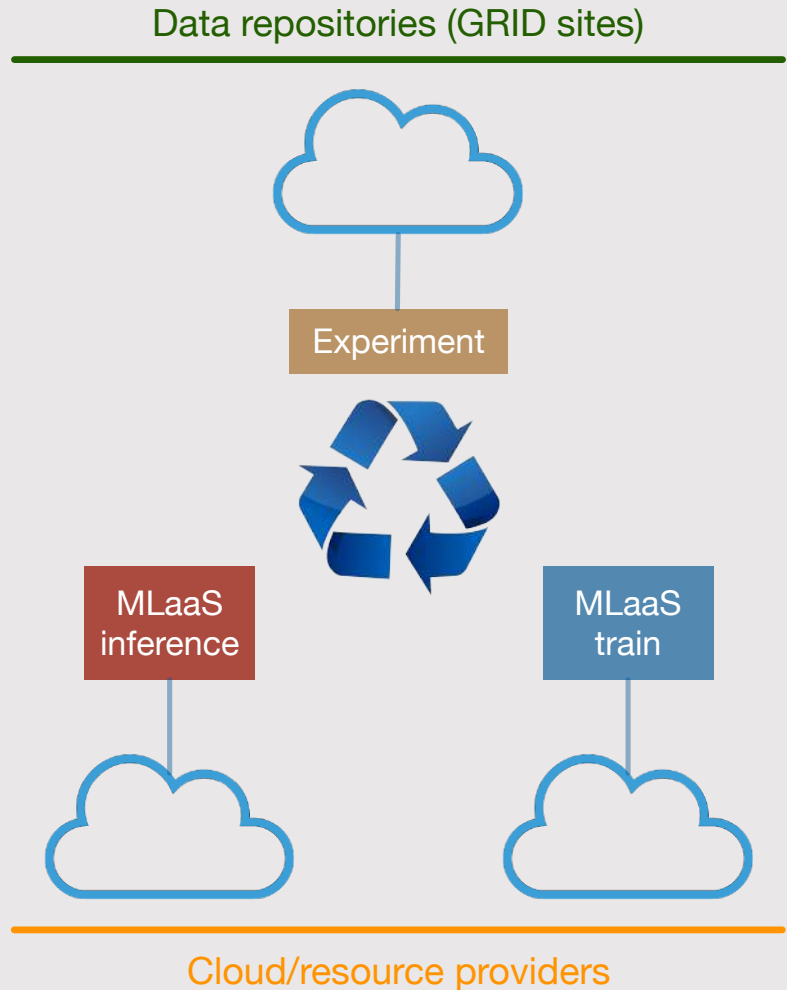 Data repositories (GRID sites)
Experiment
MLaaS
inference
MLaaS
train
Cloud/resource providers